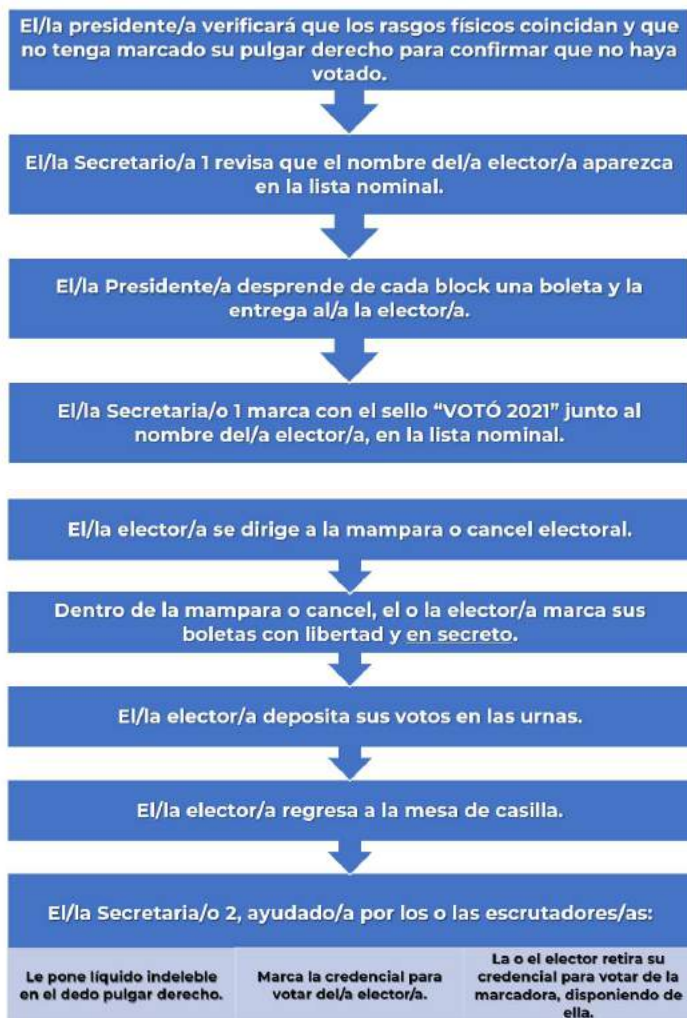 El/la presidente/a verificará que los rasgos físicos coincidan y que
no tenga marcado su pulgar derecho para confirmar que no haya
votado.
El/la Secretario/a 1 revisa que el nombre del/a elector/a aparezca
en la lista nominal.
El/la Presidente/a desprende de cada block una boleta y la
entrega al/a la elector/a.
El/la Secretaria/o 1 marca con el sello “VOTÓ 2021” junto al
nombre del/a elector/a, en la lista nominal.
El/la elector/a se dirige a la mampara o cancel electoral.
Dentro de la mampara o cancel, el o la elector/a marca sus
boletas con libertad y en secreto.
El/la elector/a deposita sus votos en las urnas.
El/la elector/a regresa a la mesa de casilla.
El/la Secretaria/o 2, ayudado/a por los o las escrutadores/as:
Le pone líquido indeleble
en el dedo pulgar derecho.
Marca la credencial para
votar del/a elector/a.
La o el elector retira su
credencial para votar de la
marcadora, disponiendo de
ella.